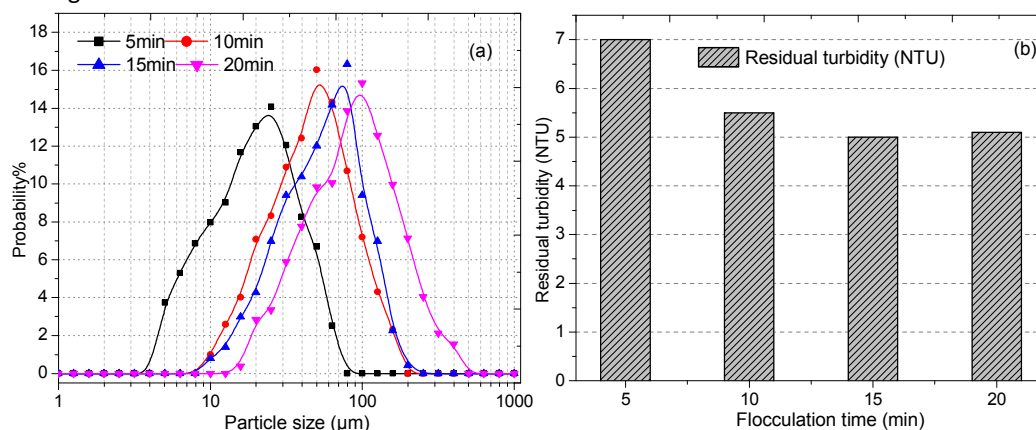 18
16
14
12
10
8
6
4
2
0
Probability%
5min
10min
15min
20min
(a)
1
10
100
1000
Particle size (µm)
7
6
5
4
3
2
1
0
Residual turbidity (NTU)
Residual turbidity (NTU)
(b)
5
10
15
20
Flocculation time (min)